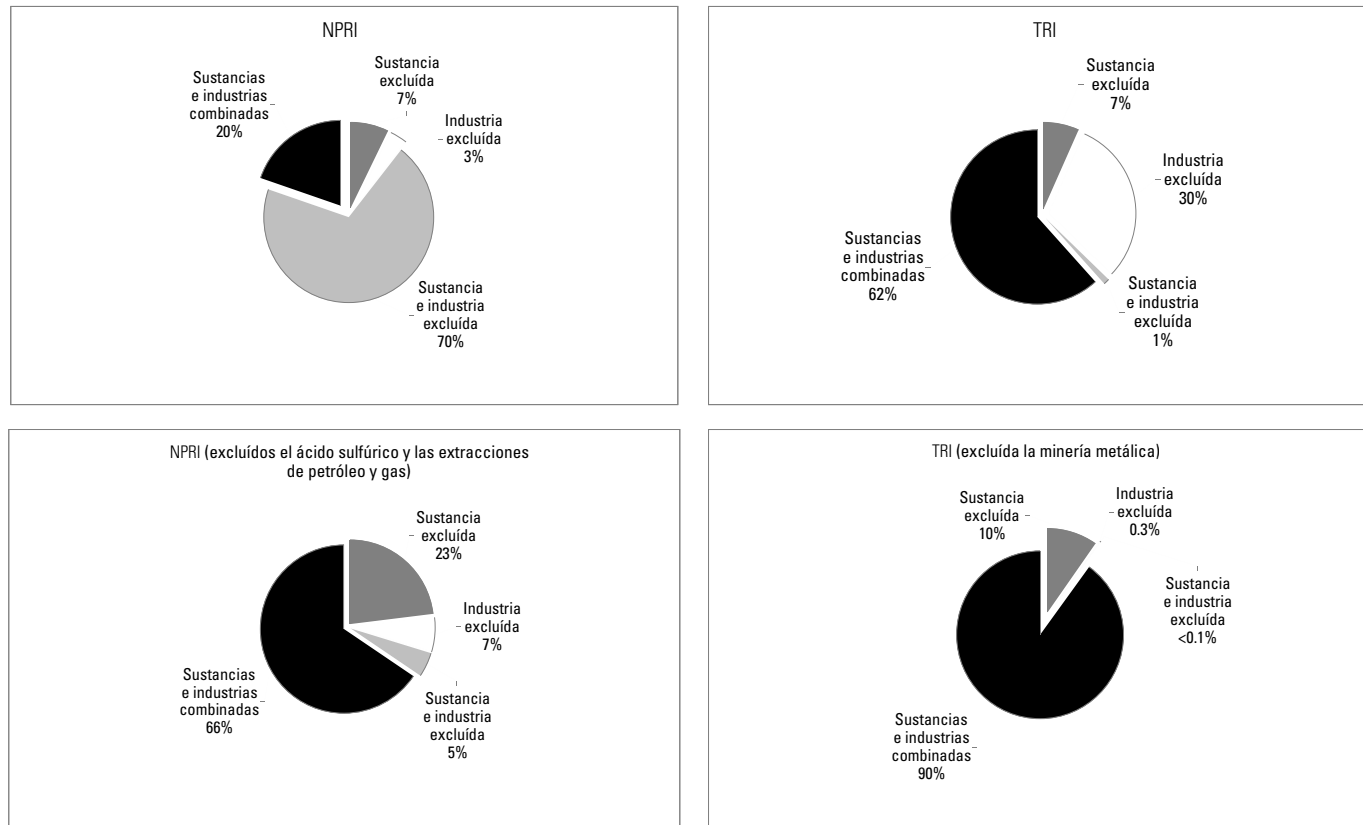 NPRI
Sustancia
excluída
7%
Industria
excluída
3%
Sustancia
e industria
excluída
70%
Sustancias
e industrias
combinadas
20%
TRI
Sustancia
excluída
7%
Industria
excluída
30%
Sustancia
e industria
excluída
1%
Sustancias
e industrias
combinadas
62%
NPRI (excluídos el ácido sulfúrico y las extracciones
de petróleo y gas)
Sustancia
excluída
23%
Industria
excluída
7%
Sustancia
e industria
excluída
5%
Sustancias
e industrias
combinadas
66%
TRI (excluída la minería metálica)
Sustancia
excluída
10%
Industria
excluída
0.3%
Sustancia
e industria
excluída
<0.1%
Sustancias
e industrias
combinadas
90%